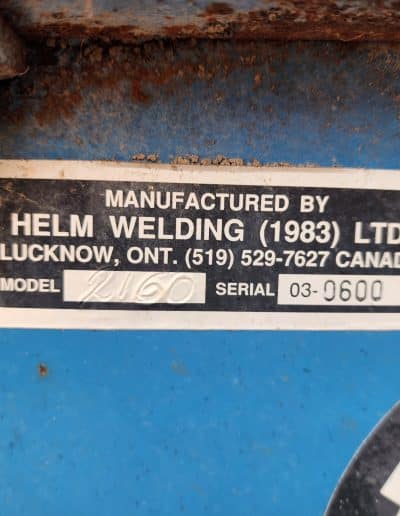 MANUFACTURED BY
HELM WELDING (1983) LTD
LUCKNOW, ONT. (519) 529-7627 CANAD
MODEL 2160 SERIAL 03-0600